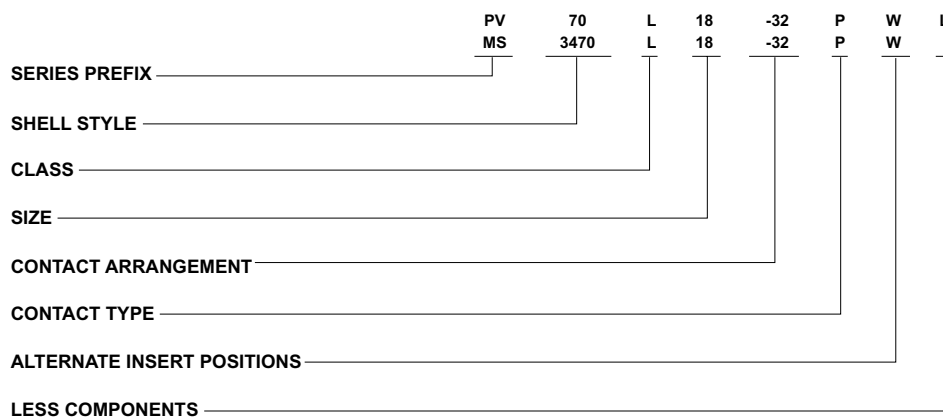 PV 70 L 18 -32 P W L
MS 3470 L 18 -32 P W
SERIES PREFIX
SHELL STYLE
CLASS
SIZE
CONTACT ARRANGEMENT
CONTACT TYPE
ALTERNATE INSERT POSITIONS
LESS COMPONENTS